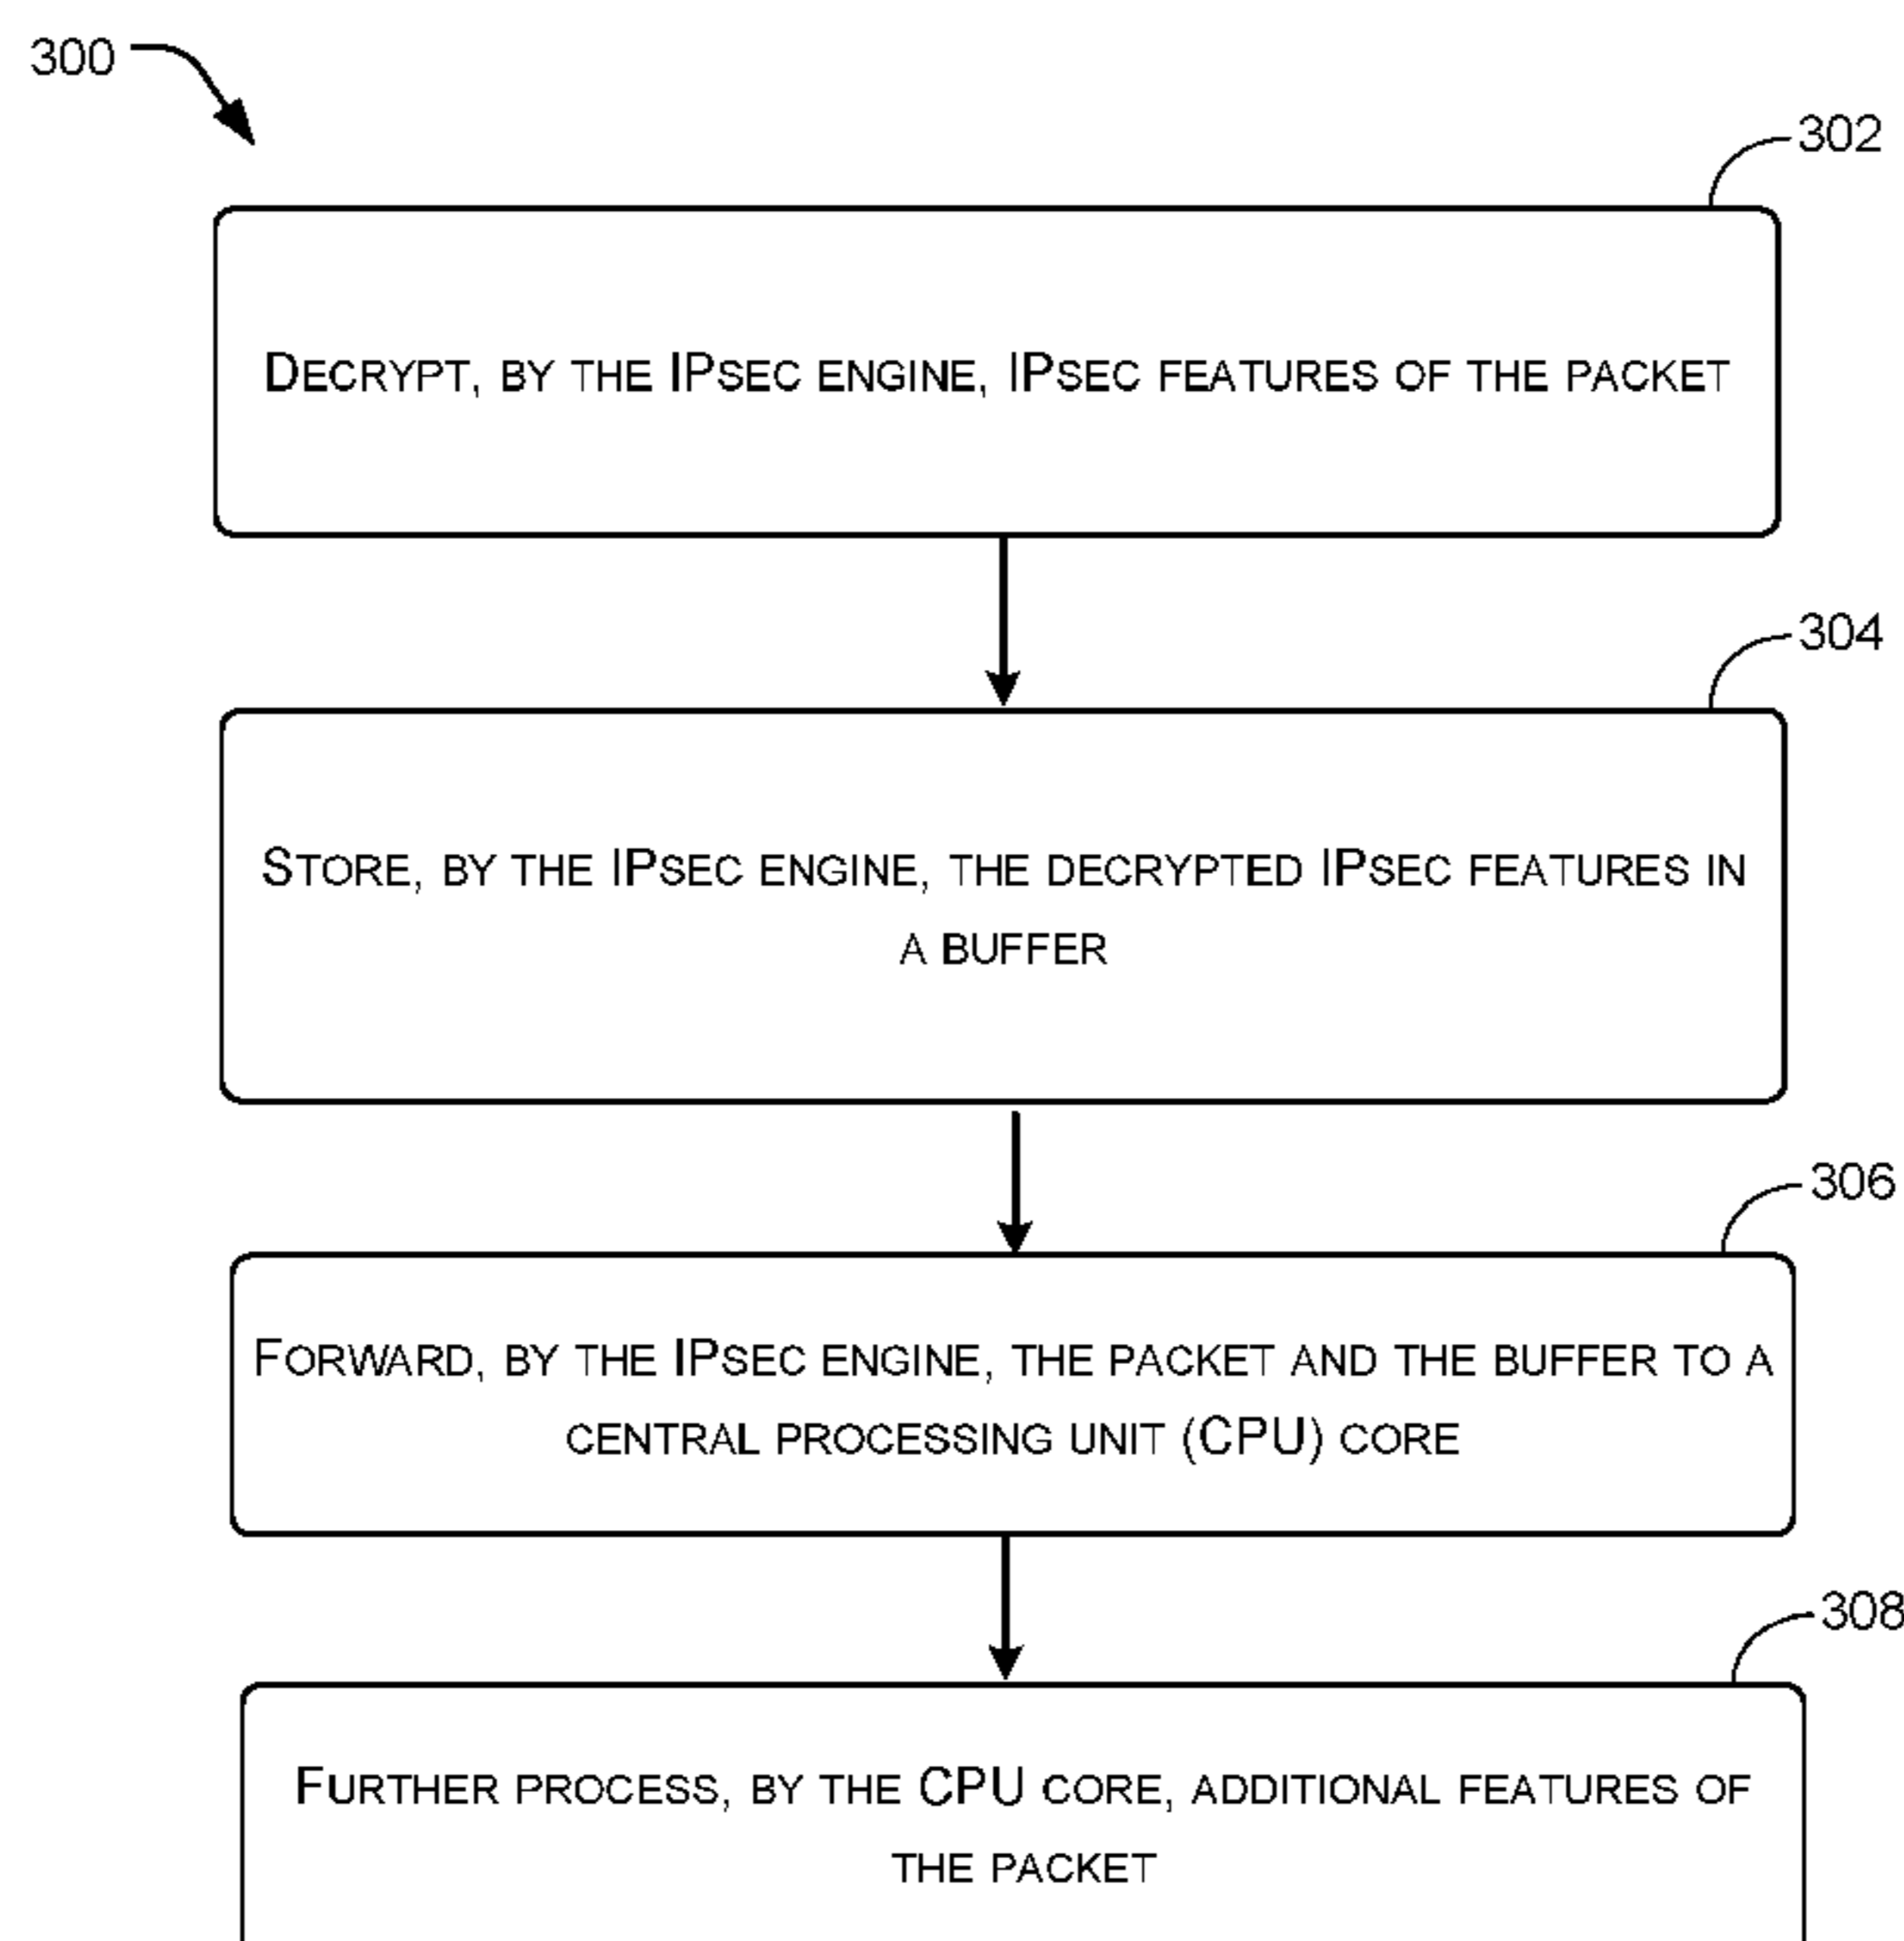 300
302
Decrypt, by the IPsec engine, IPsec features of the packet
304
Store, by the IPsec engine, the decrypted IPsec features in
a buffer
306
Forward, by the IPsec engine, the packet and the buffer to a
central processing unit (CPU) core
308
Further process, by the CPU core, additional features of
the packet